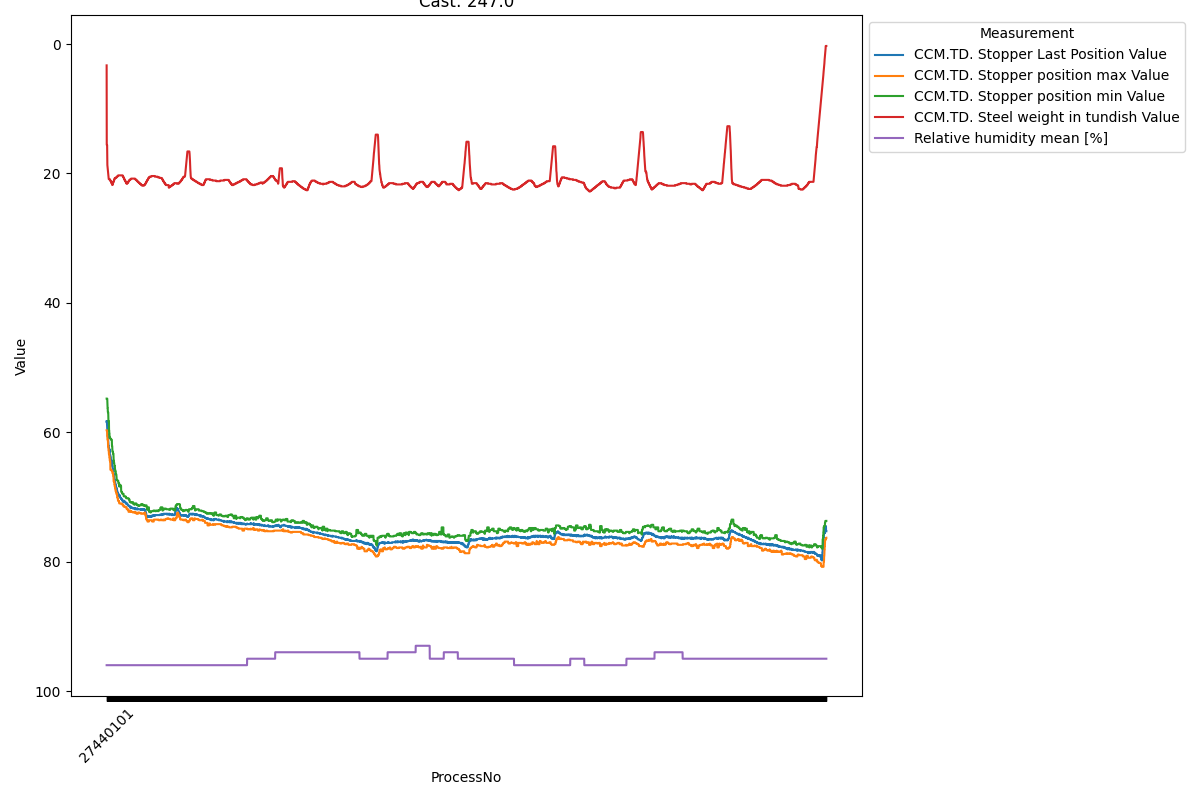 Cast: 247.0
Measurement
CCM.TD. Stopper Last Position Value
CCM.TD. Stopper position max Value
CCM.TD. Stopper position min Value
CCM.TD. Steel weight in tundish Value
Relative humidity mean [%]
0
20
40
60
80
100
Value
27440101
ProcessNo